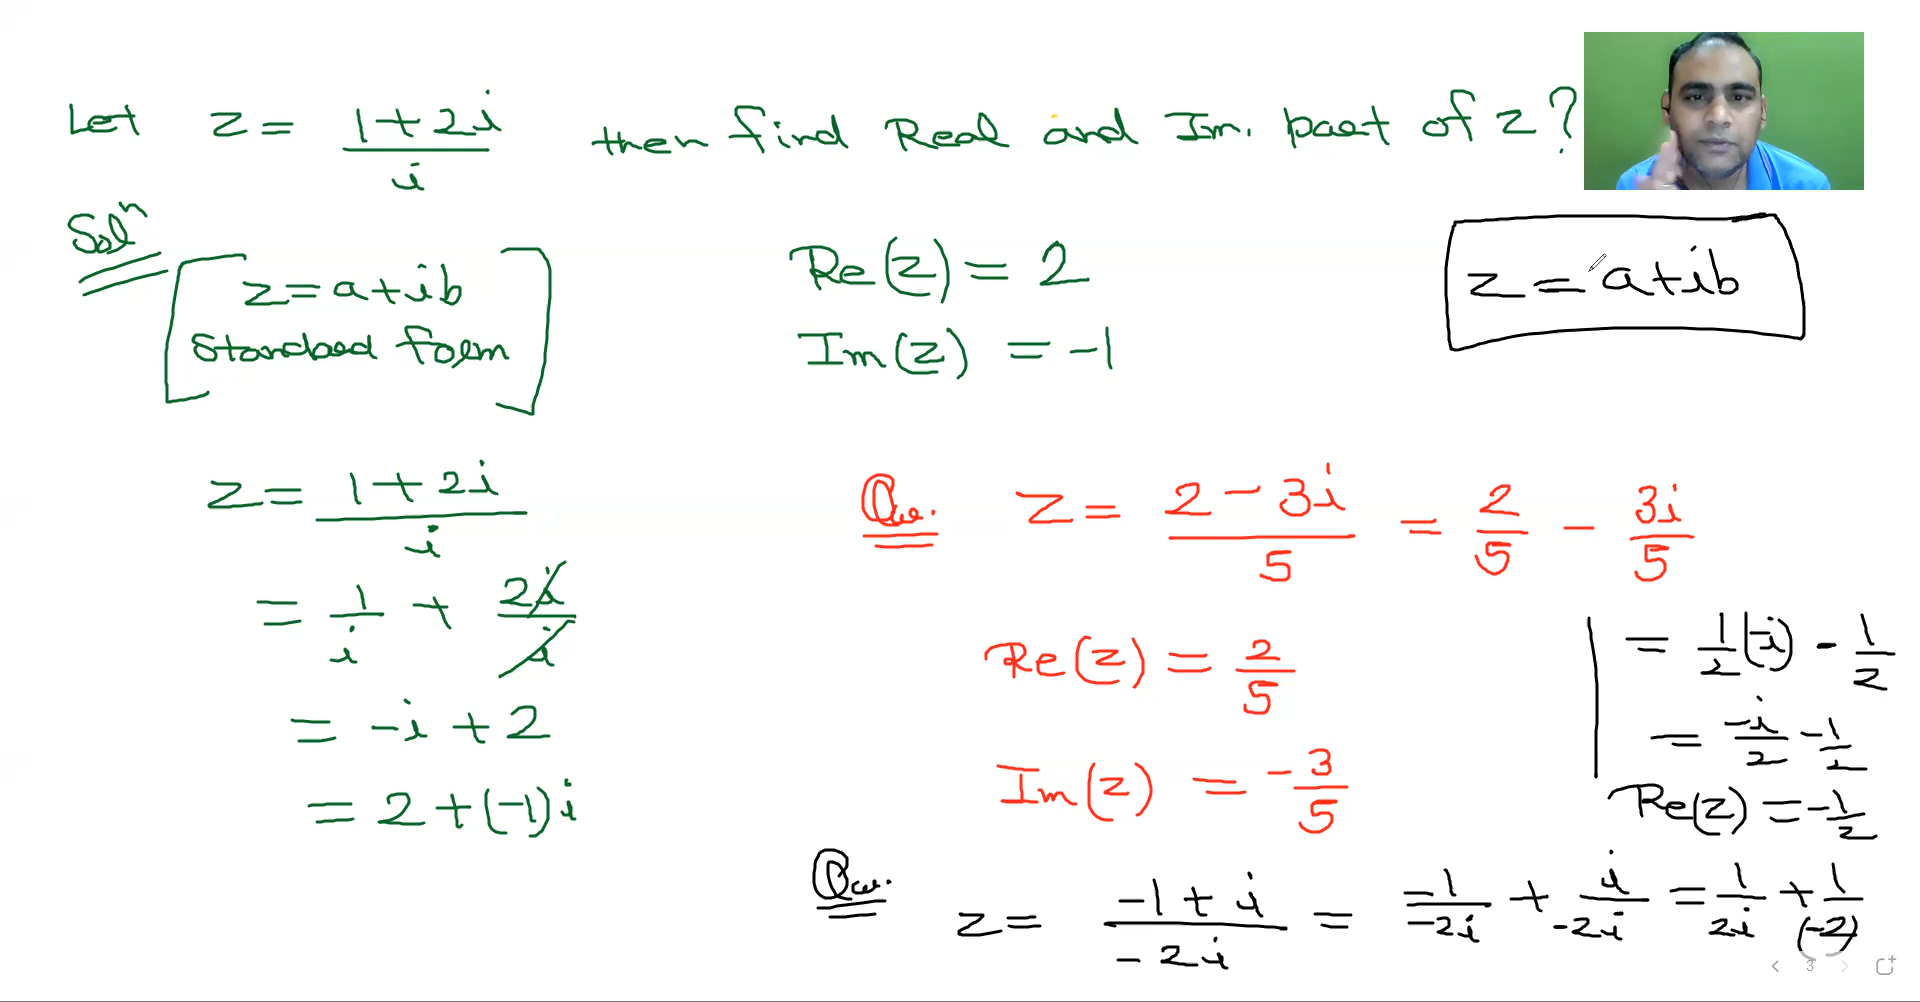 Let z = (1 + 2i)/i then find Real and Im. part of z?
Solⁿ
[z = a + ib
Standard form]
Re(z) = 2
Im(z) = -1
z = a + ib
z = (1 + 2i)/i
= 1/i + 2i/i
= -i + 2
= 2 + (-1)i
Que. z = (2 - 3i)/5 = 2/5 - 3i/5
Re(z) = 2/5
Im(z) = -3/5
Que. z = (-1 + i)/(-2i) = -1/-2i + i/-2i = 1/2i + 1/(-2)
= 1/2(-i) - 1/2
= -i/2 - 1/2
Re(z) = -1/2
3